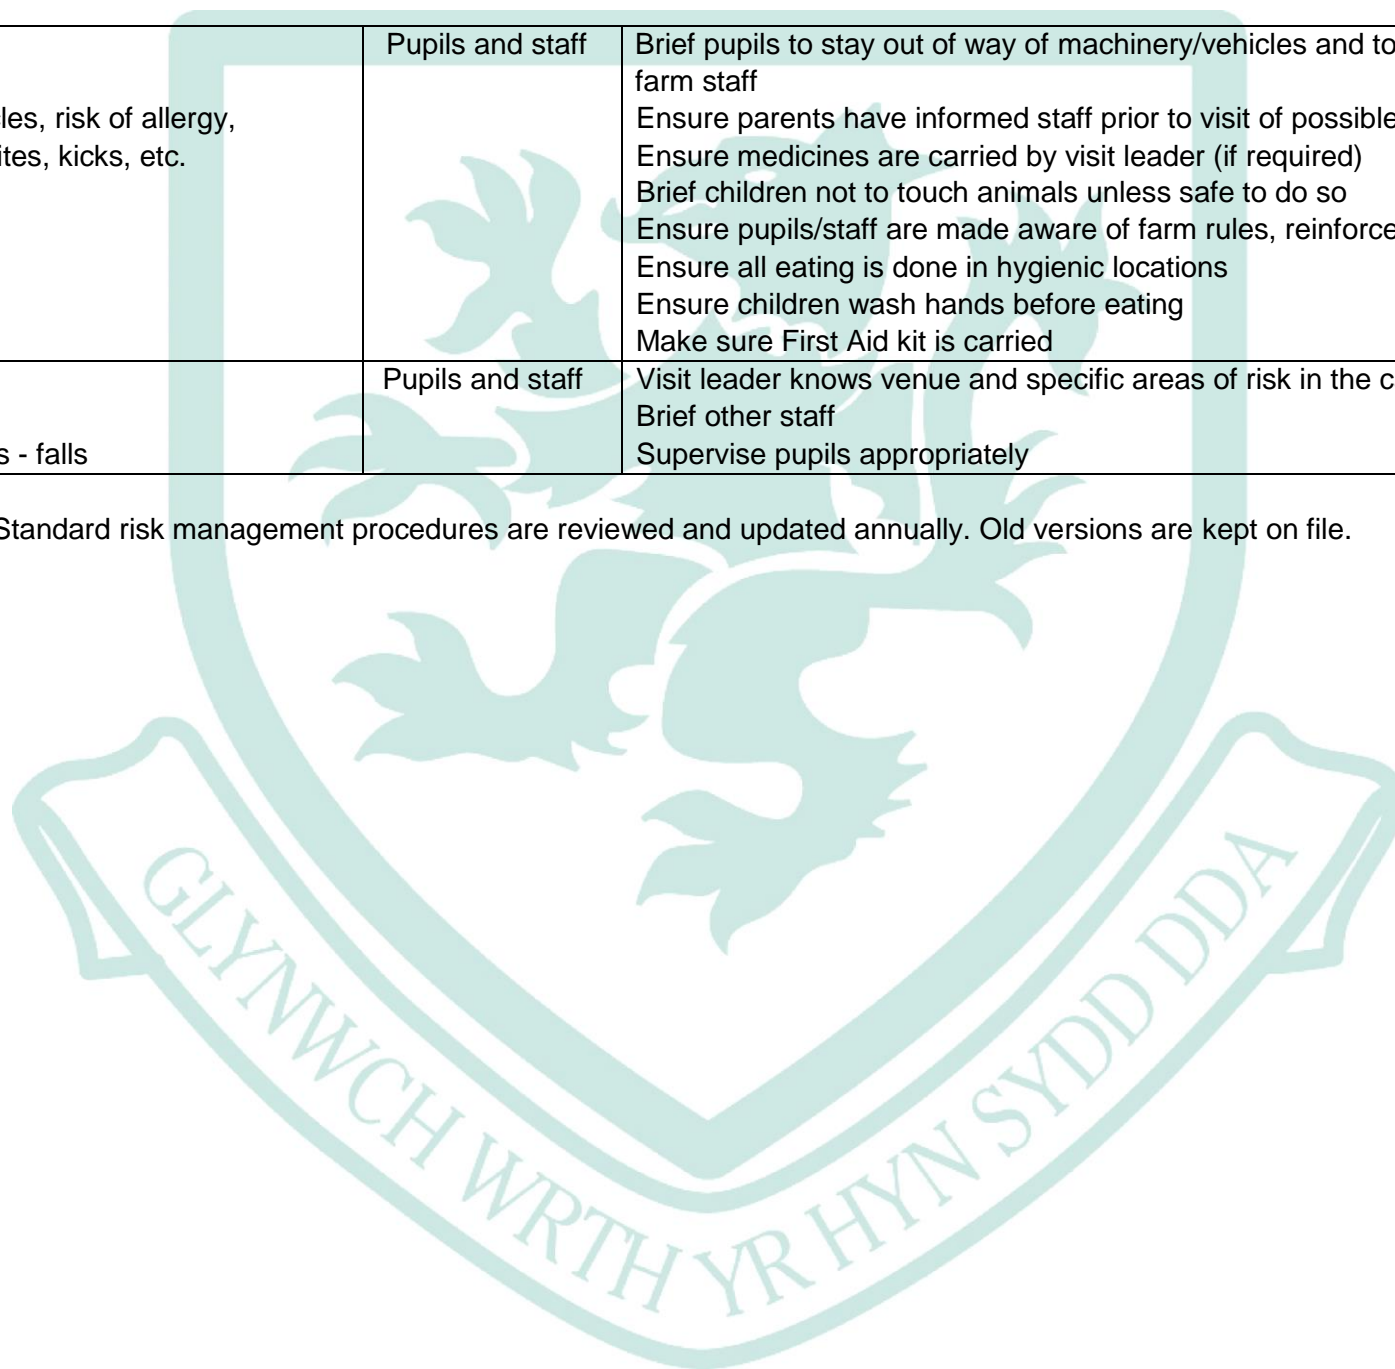 Pupils and staff
Brief pupils to stay out of way of machinery/vehicles and to
farm staff
risk of allergy,
Ensure parents have informed staff prior to visit of possible
kicks, etc.
Ensure medicines are carried by visit leader (if required)
Brief children not to touch animals unless safe to do so
Ensure pupils/staff are made aware of farm rules, reinforce
Ensure all eating is done in hygienic locations
Ensure children wash hands before eating
Make sure First Aid kit is carried
Pupils and staff
Visit leader knows venue and specific areas of risk in the
Brief other staff
- falls
Supervise pupils appropriately
Standard risk management procedures are reviewed and updated annually. Old versions are kept on file.
GLYNWCH WRTH YR HYN SYDD DDA